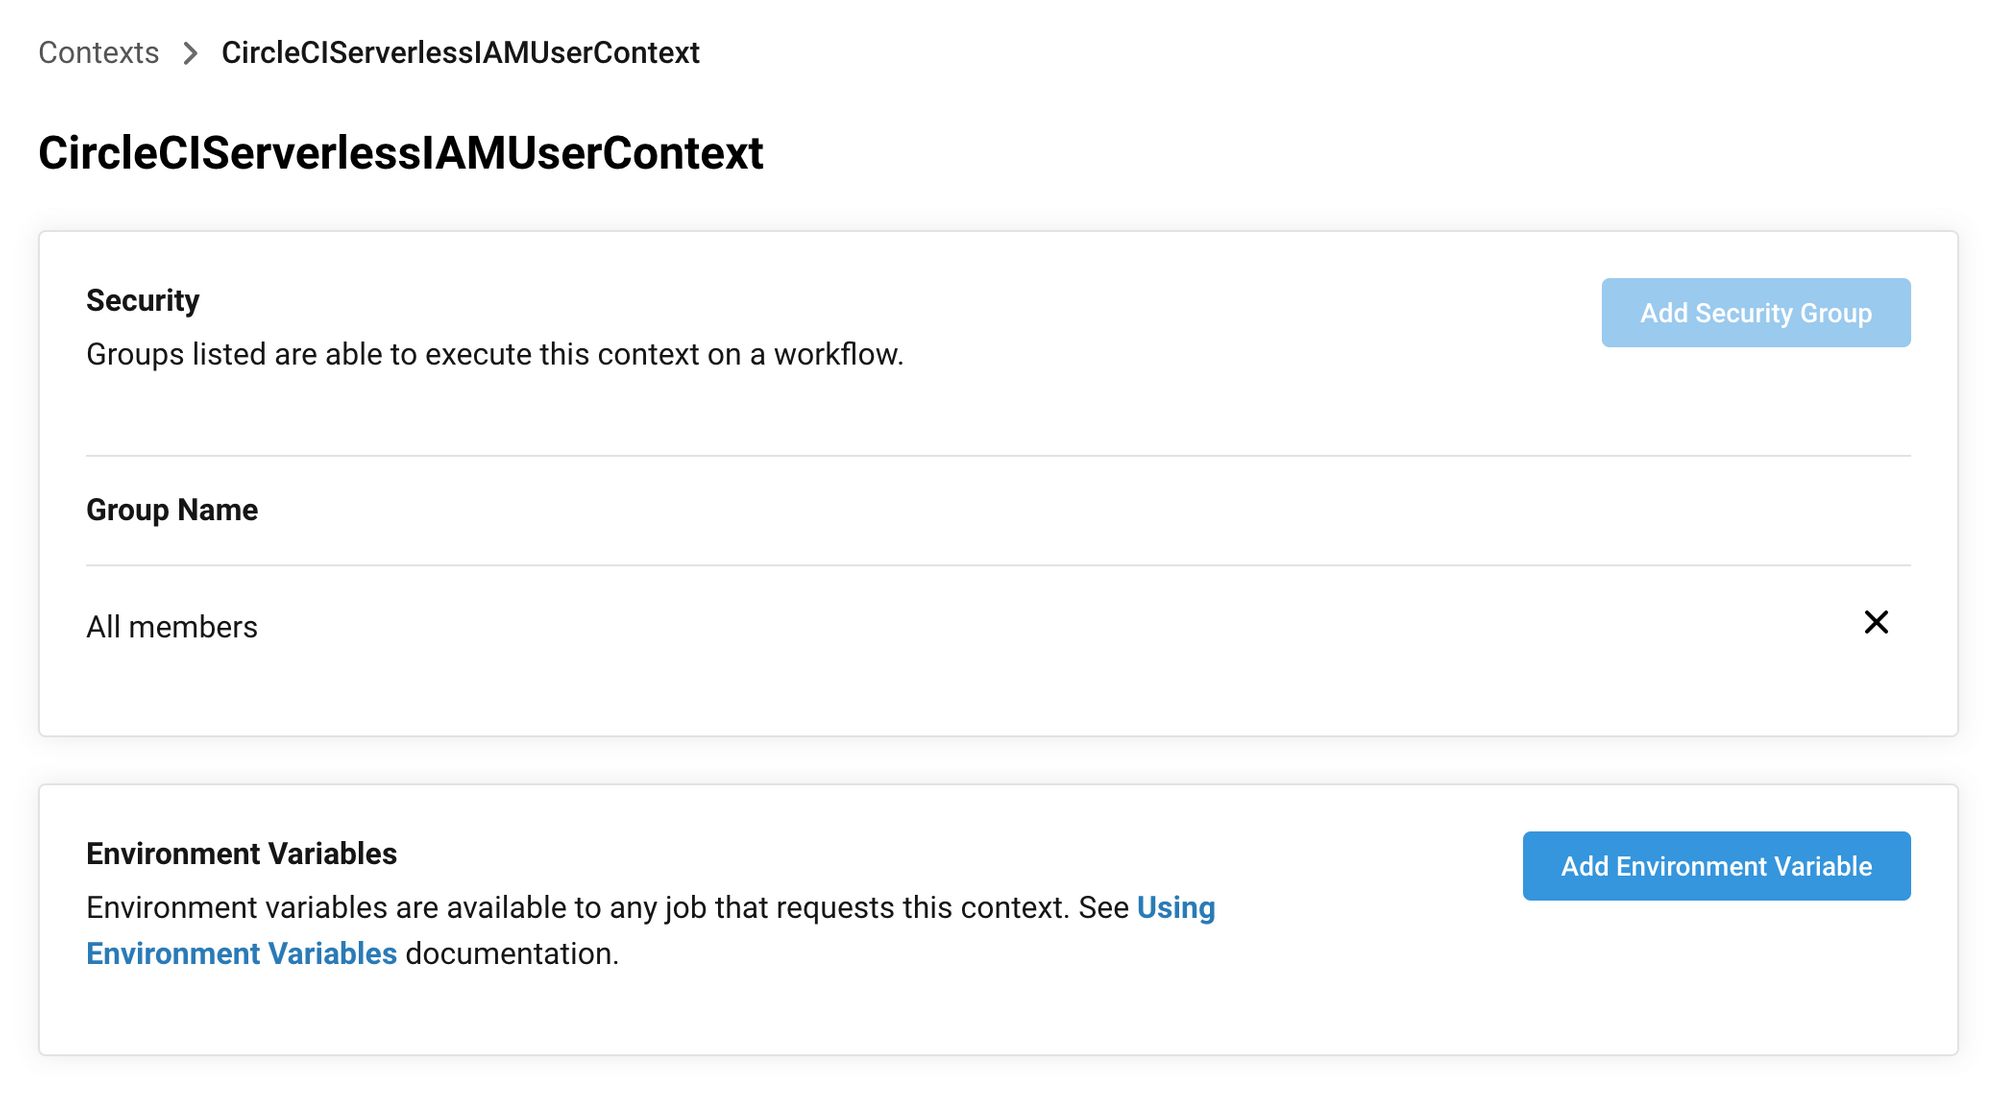 Contexts > CircleCIServerlessIAMUserContext
CircleCIServerlessIAMUserContext
Security
Add Security Group
Groups listed are able to execute this context on a workflow.
Group Name
All members
Environment Variables
Add Environment Variable
Environment variables are available to any job that requests this context. See Using
Environment Variables documentation.